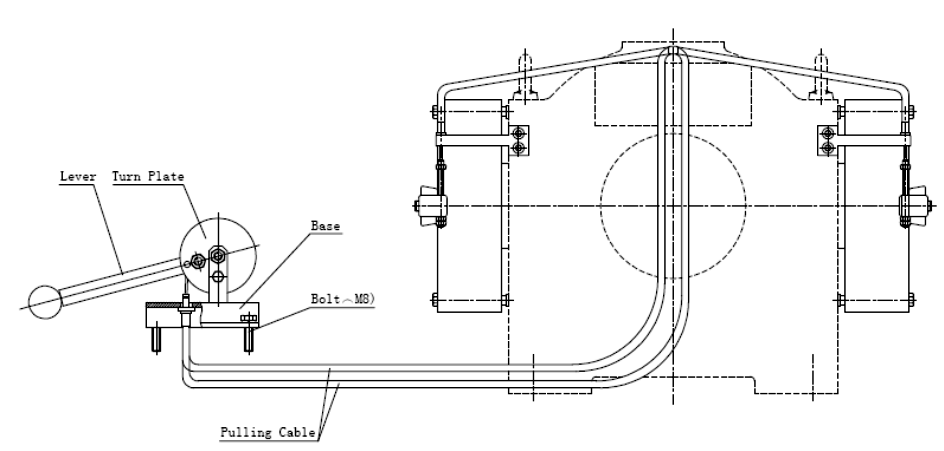 Lever
Turn Plate
Base
Bolt（M8)
Pulling Cable